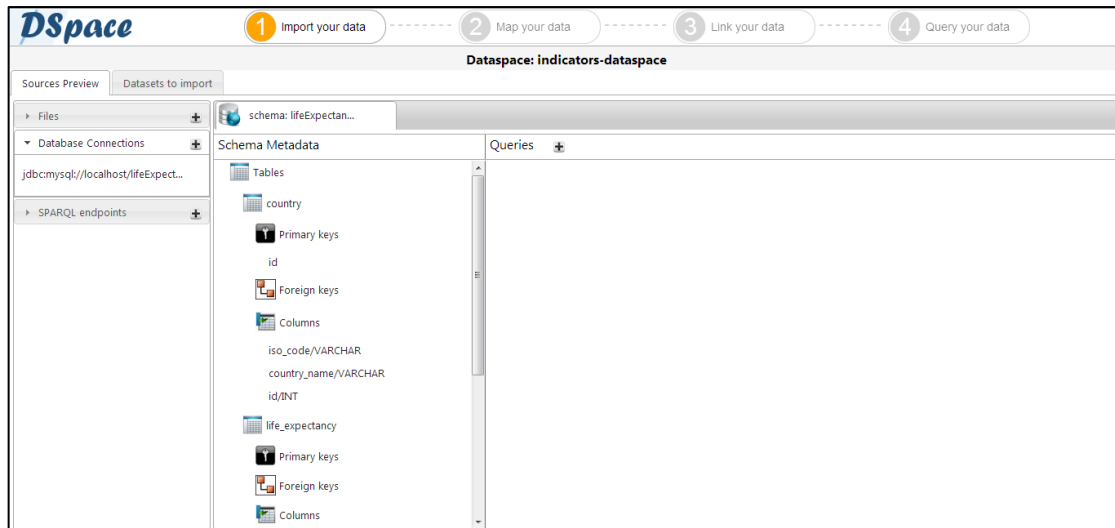 DSpace
1 Import your data
2 Map your data
3 Link your data
4 Query your data
Dataspace: indicators-dataspace
Sources Preview
Datasets to import
Files
Database Connections
jdbc:mysql://localhost/lifeExpect...
SPARQL endpoints
schema: lifeExpectan...
Schema Metadata
Queries
Tables
country
Primary keys
id
Foreign keys
Columns
iso_code/VARCHAR
country_name/VARCHAR
id/INT
life_expectancy
Primary keys
Foreign keys
Columns